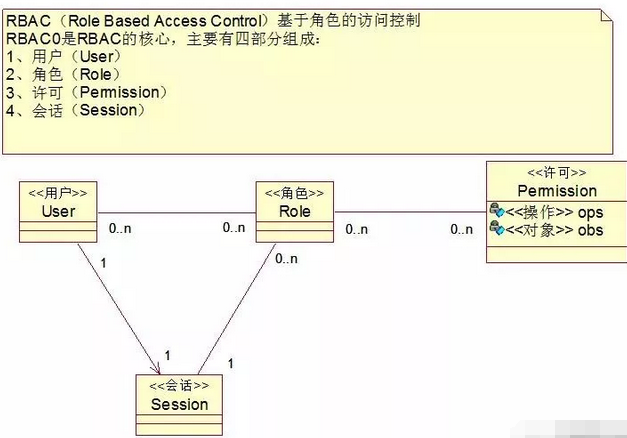 RBAC（Role Based Access Control）基于角色的访问控制
RBAC0是RBAC的核心，主要有四部分组成：
1、用户（User）
2、角色（Role）
3、许可（Permission）
4、会话（Session）
<<用户>>
User
0..n
0..n
<<角色>>
Role
0..n
0..n
<<许可>>
Permission
<<操作>> ops
<<对象>> obs
1
0..n
1
1
<<会话>>
Session